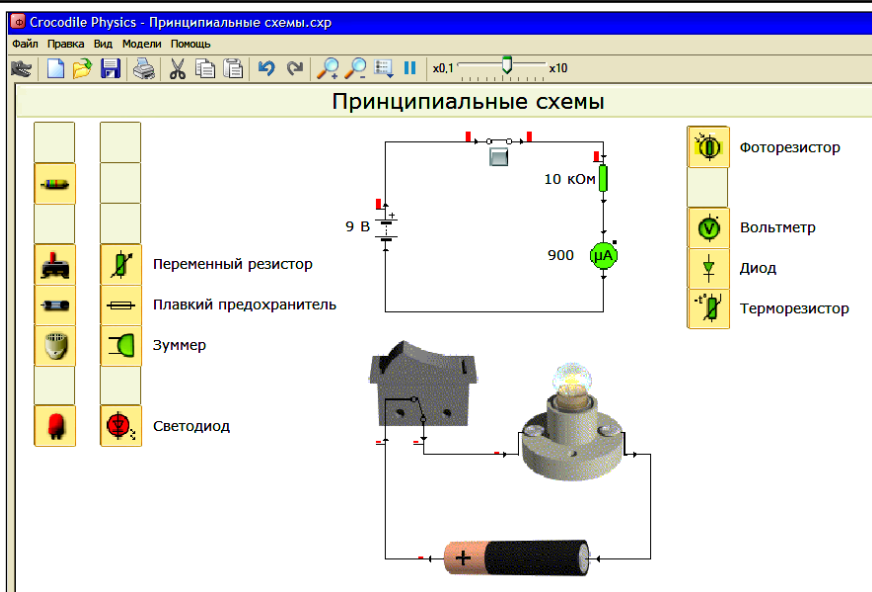 Crocodile Physics - Принципиальные схемы.cxp
Файл Правка Вид Модели Помощь
x0,1 x10
Принципиальные схемы
Фоторезистор
10 кОм
9 В
Вольтметр
900 μA
Переменный резистор
Диод
Плавкий предохранитель
Терморезистор
Зуммер
Светодиод